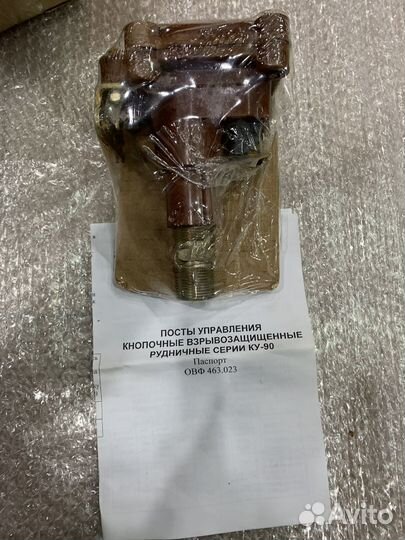 ПОСТЫ УПРАВЛЕНИЯ
КНОПОЧНЫЕ ВЗРЫВОЗАЩИЩЕННЫЕ
РУДНИЧНЫЕ СЕРИИ КУ-90
Паспорт
ОВФ 463.023
Avito